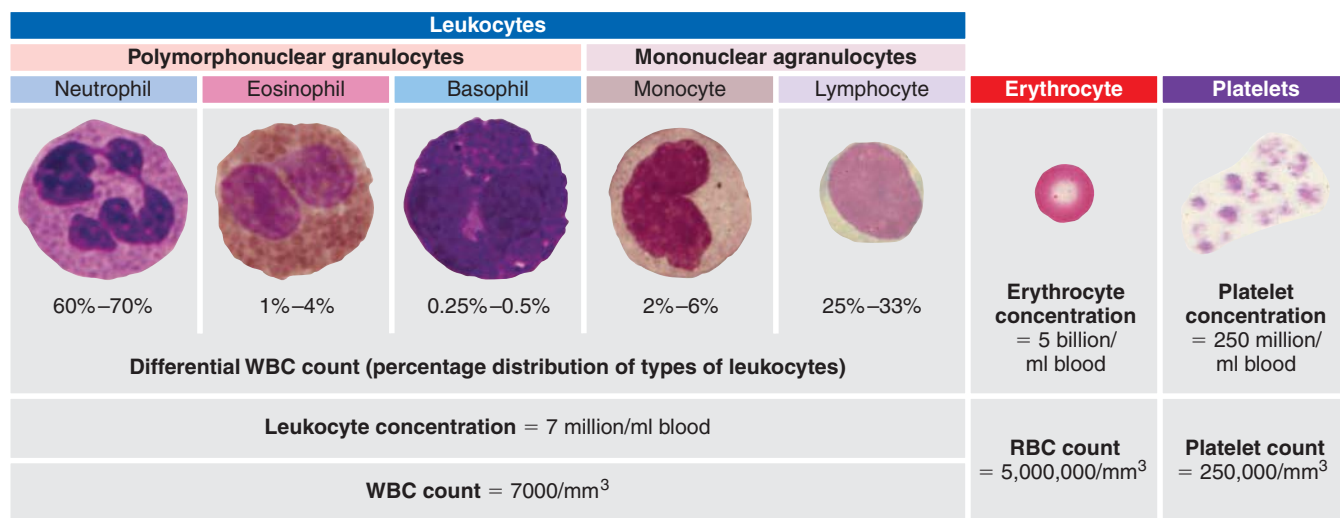 Leukocytes
Polymorphonuclear granulocytes
Mononuclear agranulocytes
Neutrophil
Eosinophil
Basophil
Monocyte
Lymphocyte
Erythrocyte
Platelets
60%–70%
1%–4%
0.25%–0.5%
2%–6%
25%–33%
Differential WBC count (percentage distribution of types of leukocytes)
Erythrocyte
concentration
= 5 billion/
ml blood
Platelet
concentration
= 250 million/
ml blood
Leukocyte concentration = 7 million/ml blood
WBC count = 7000/mm³
RBC count
= 5,000,000/mm³
Platelet count
= 250,000/mm³